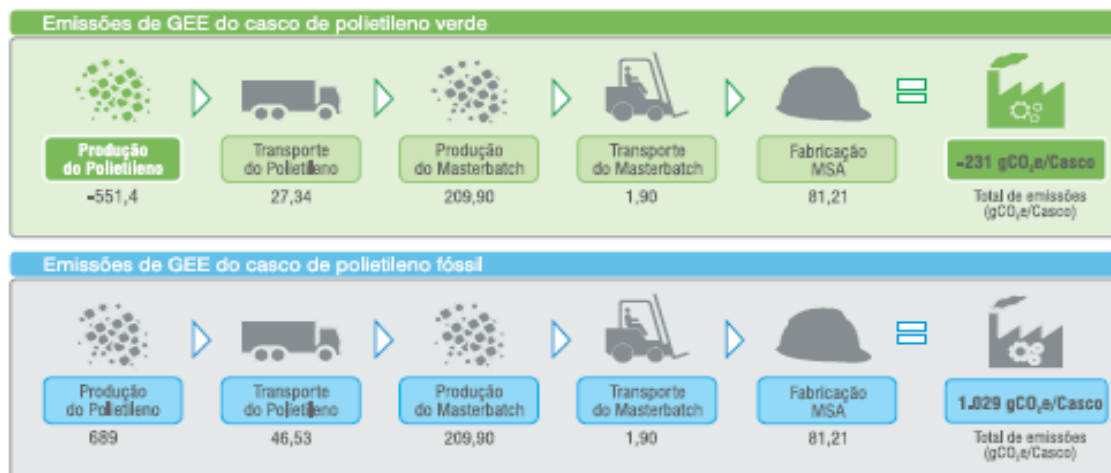 Emissões de GEE do casco de polietileno verde
Produção
do Polietileno
-551,4
Transporte
do Polietileno
27,34
Produção
do Masterbatch
209,90
Transporte
do Masterbatch
1,90
Fabricação
MSA
81,21
-231 gCO₂e/Casco
Total de emissões
(gCO₂e/Casco)
Emissões de GEE do casco de polietileno fóssil
Produção
do Polietileno
689
Transporte
do Polietileno
46,53
Produção
do Masterbatch
209,90
Transporte
do Masterbatch
1,90
Fabricação
MSA
81,21
1.029 gCO₂e/Casco
Total de emissões
(gCO₂e/Casco)